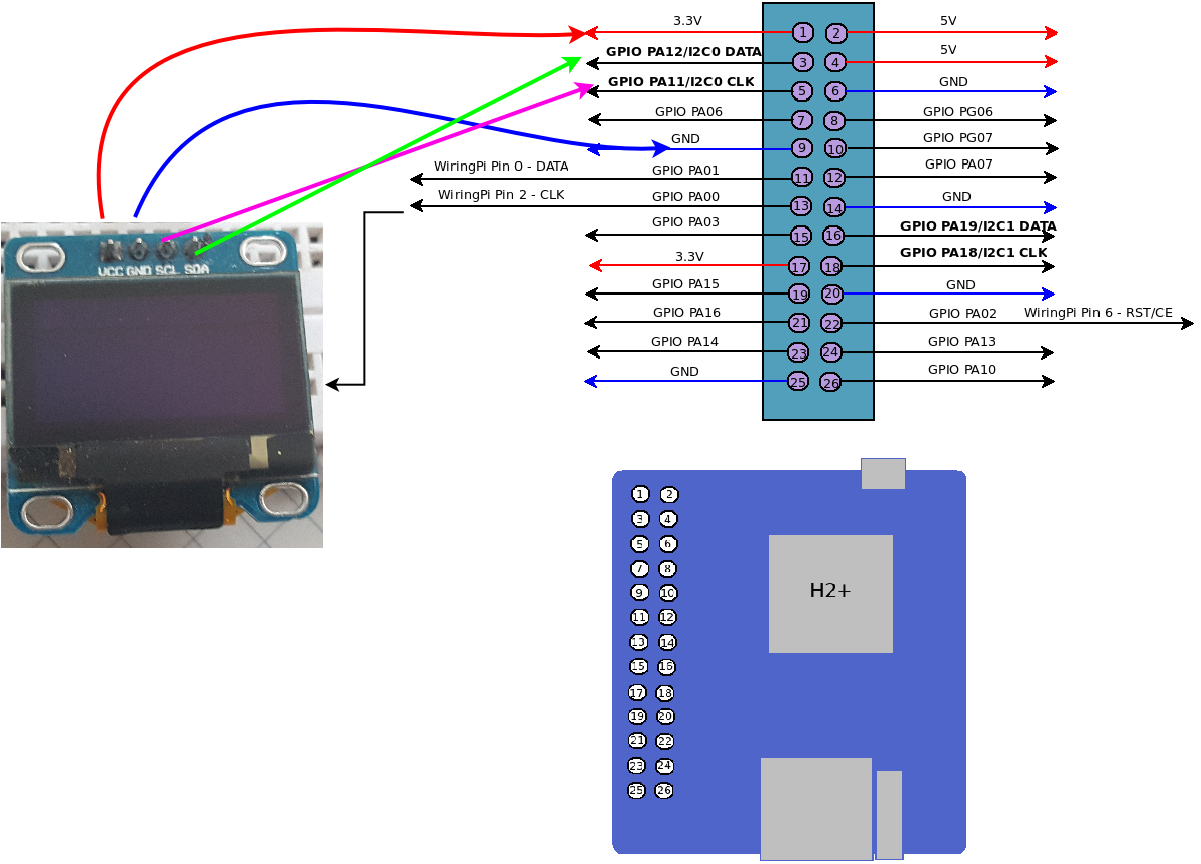 3.3V
5V
1
2
GPIO PA12/I2C0 DATA
5V
3
4
GPIO PA11/I2C0 CLK
GND
5
6
GPIO PA06
GPIO PG06
7
8
GND
GPIO PG07
9
10
WiringPi Pin 0 - DATA
GPIO PA01
GPIO PA07
11
12
WiringPi Pin 2 - CLK
GPIO PA00
GND
13
14
GPIO PA03
GPIO PA19/I2C1 DATA
15
16
3.3V
GPIO PA18/I2C1 CLK
17
18
GPIO PA15
GND
19
20
GPIO PA16
GPIO PA02
WiringPi Pin 6 - RST/CE
21
22
GPIO PA14
GPIO PA13
23
24
GND
GPIO PA10
25
26
VCC GND SCL SDA
1
2
3
4
5
6
7
8
9
10
11
12
13
14
15
16
17
18
19
20
21
22
23
24
25
26
H2+